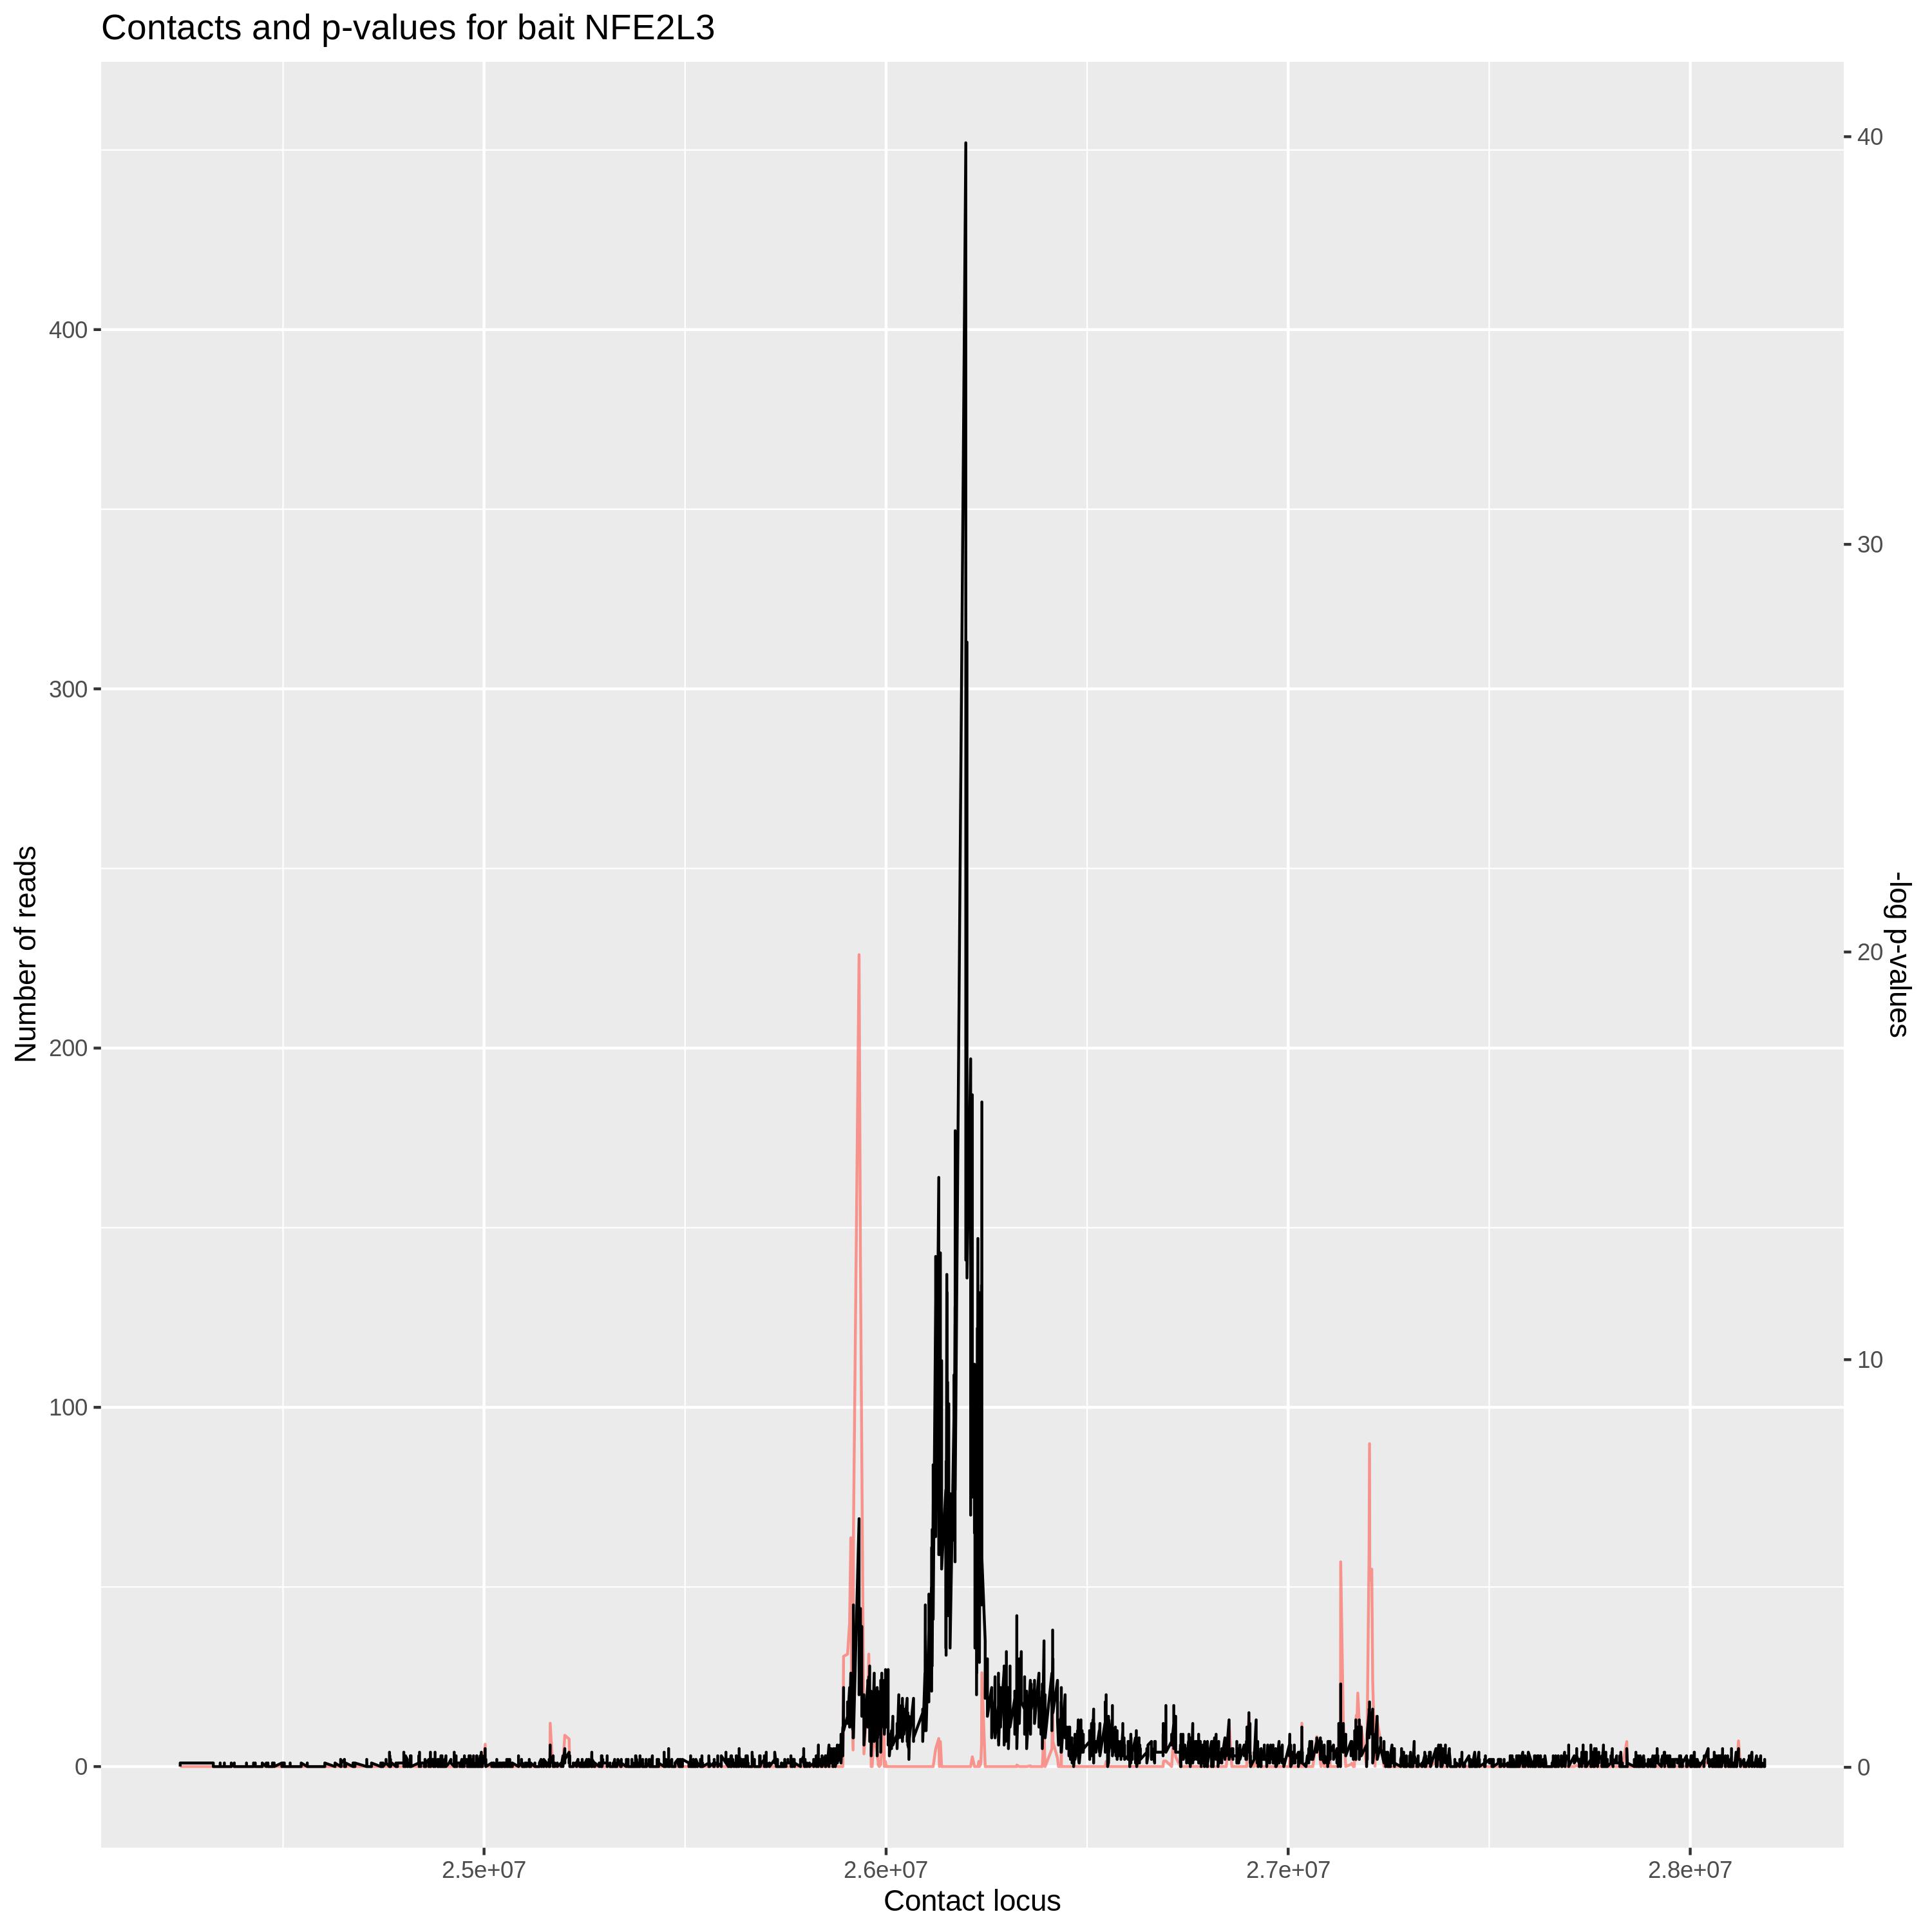 Contacts and p-values for bait NFE2L3
Number of reads
400
300
200
100
0
40
30
20
10
0
-log p-values
2.5e+07
2.6e+07
2.7e+07
2.8e+07
Contact locus